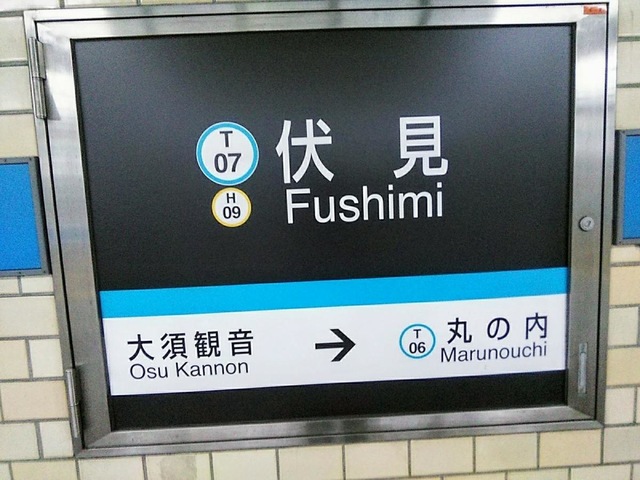 T
07
伏見
H
09
Fushimi
大須観音
Osu Kannon
→
T
06
丸の内
Marunouchi